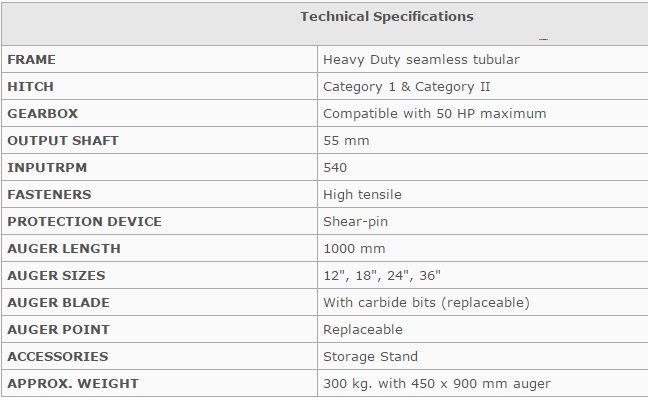 Technical Specifications
FRAME Heavy Duty seamless tubular
HITCH Category 1 & Category II
GEARBOX Compatible with 50 HP maximum
OUTPUT SHAFT 55 mm
INPUTRPM 540
FASTENERS High tensile
PROTECTION DEVICE Shear-pin
AUGER LENGTH 1000 mm
AUGER SIZES 12", 18", 24", 36"
AUGER BLADE With carbide bits (replaceable)
AUGER POINT Replaceable
ACCESSORIES Storage Stand
APPROX. WEIGHT 300 kg. with 450 x 900 mm auger